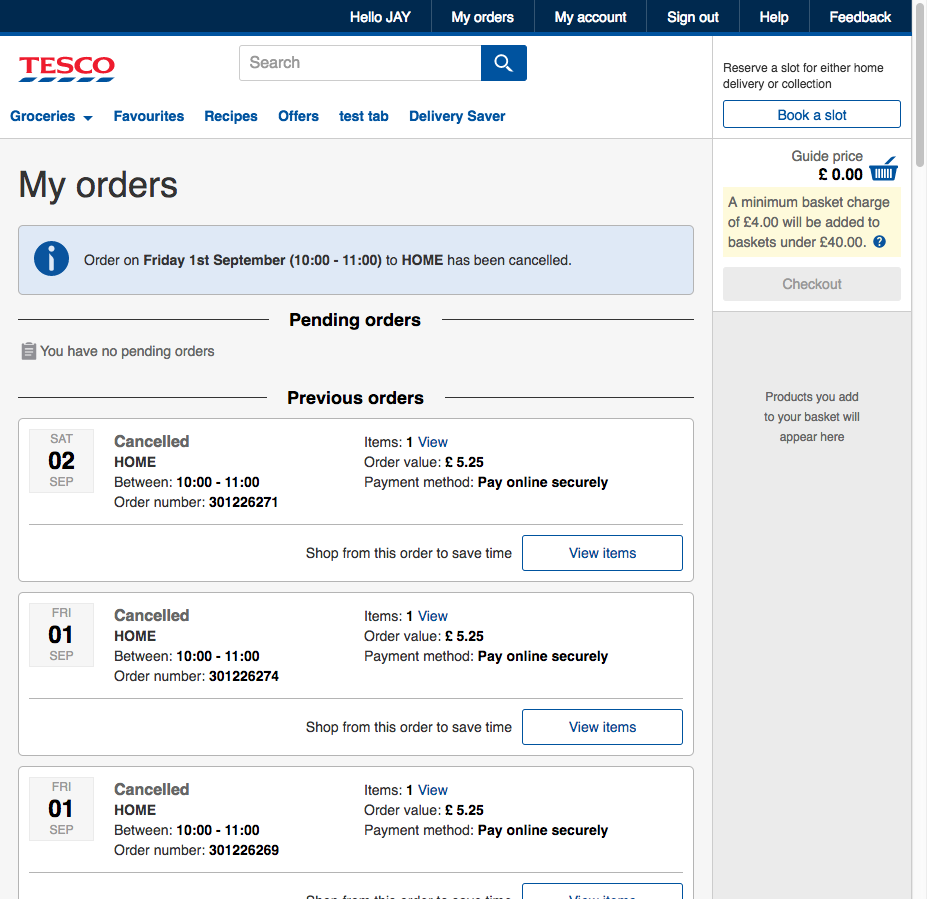 Hello JAY My orders My account Sign out Help Feedback
TESCO
Search
Groceries Favourites Recipes Offers test tab Delivery Saver
Reserve a slot for either home
delivery or collection
Book a slot
Guide price
£ 0.00
A minimum basket charge
of £4.00 will be added to
baskets under £40.00. ?
Checkout
Products you add
to your basket will
appear here
My orders
i Order on Friday 1st September (10:00 - 11:00) to HOME has been cancelled.
Pending orders
You have no pending orders
Previous orders
SAT
02
SEP
Cancelled
HOME
Between: 10:00 - 11:00
Order number: 301226271
Items: 1 View
Order value: £ 5.25
Payment method: Pay online securely
Shop from this order to save time View items
FRI
01
SEP
Cancelled
HOME
Between: 10:00 - 11:00
Order number: 301226274
Items: 1 View
Order value: £ 5.25
Payment method: Pay online securely
Shop from this order to save time View items
FRI
01
SEP
Cancelled
HOME
Between: 10:00 - 11:00
Order number: 301226269
Items: 1 View
Order value: £ 5.25
Payment method: Pay online securely
Shop from this order to save time View items